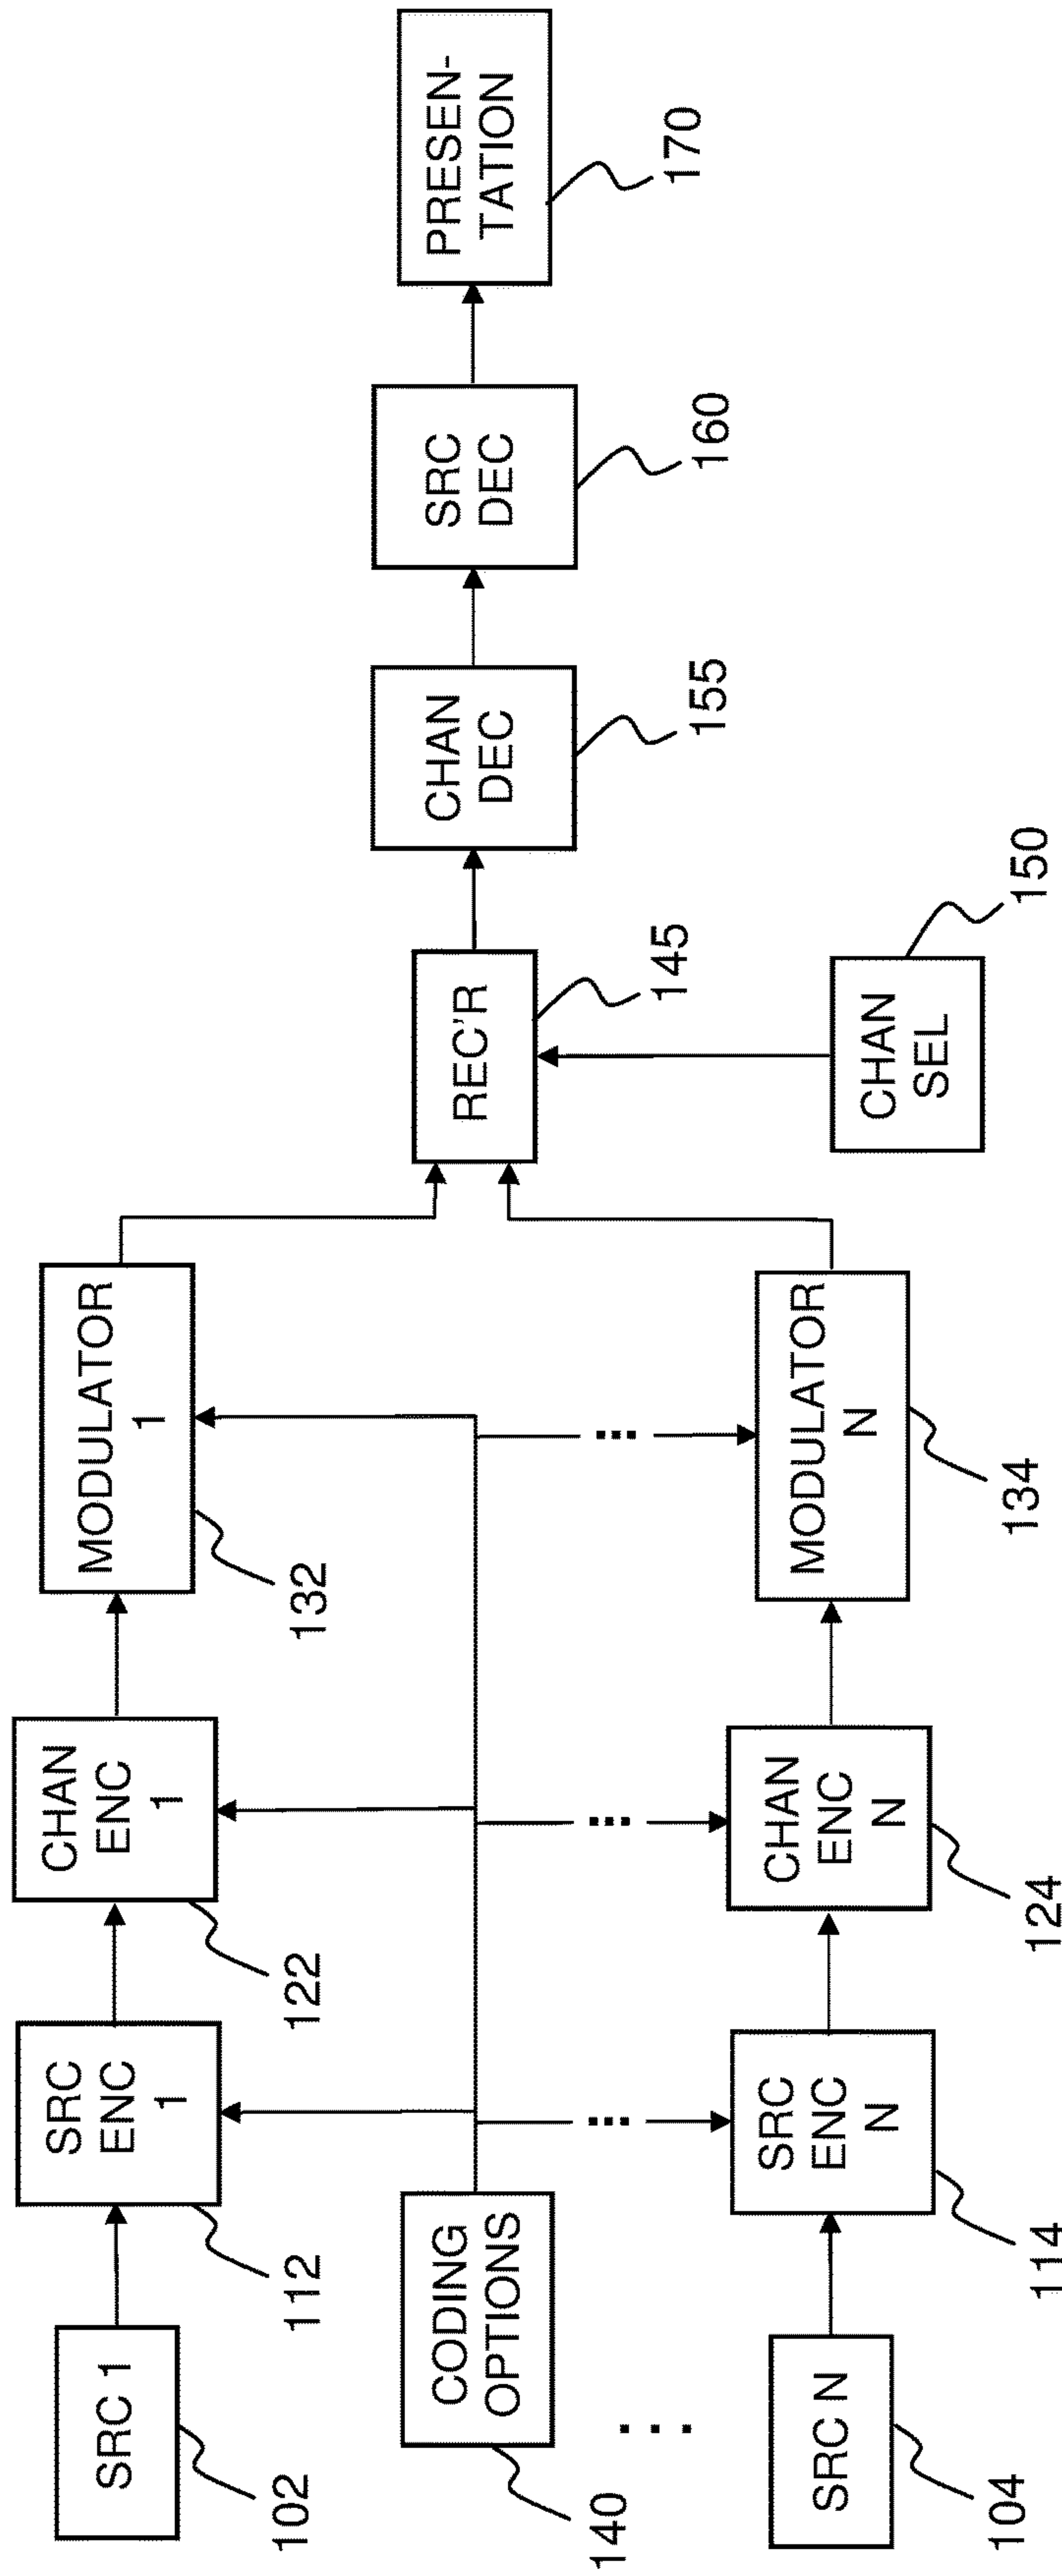 SRC 1
102
SRC
ENC
1
112
CHAN
ENC
1
122
MODULATOR
1
132
CODING
OPTIONS
140
...
...
...
. . .
SRC N
104
SRC
ENC
N
114
CHAN
ENC
N
124
MODULATOR
N
134
REC'R
145
CHAN
SEL
150
CHAN
DEC
155
SRC
DEC
160
PRESEN-
TATION
170